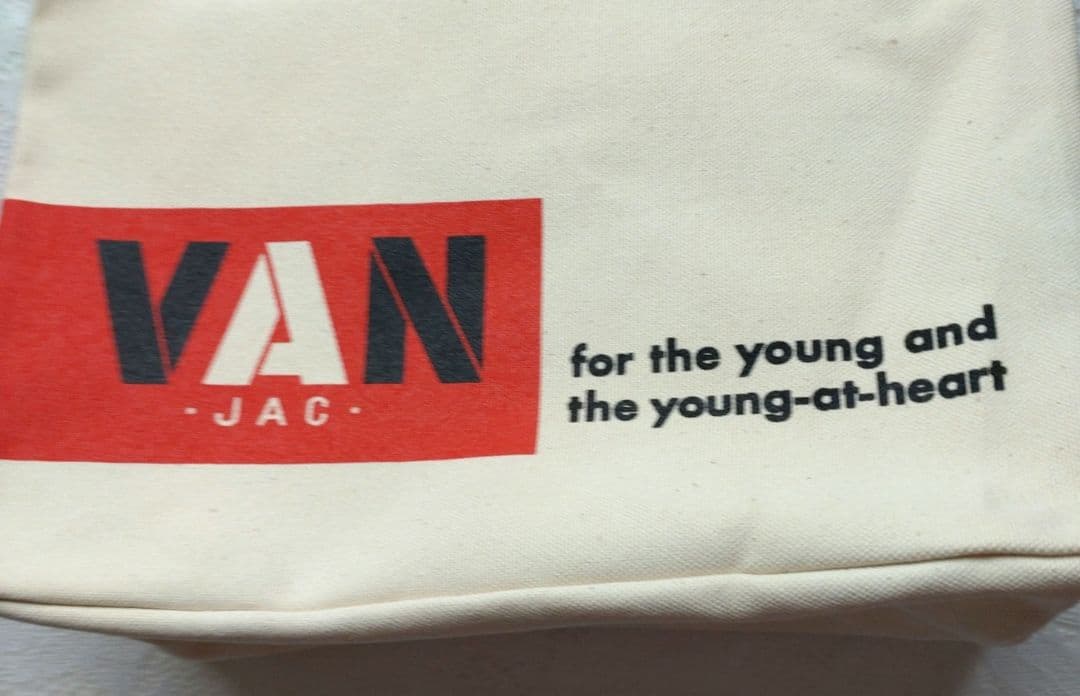 VAN
·JAC·
for the young and
the young-at-heart